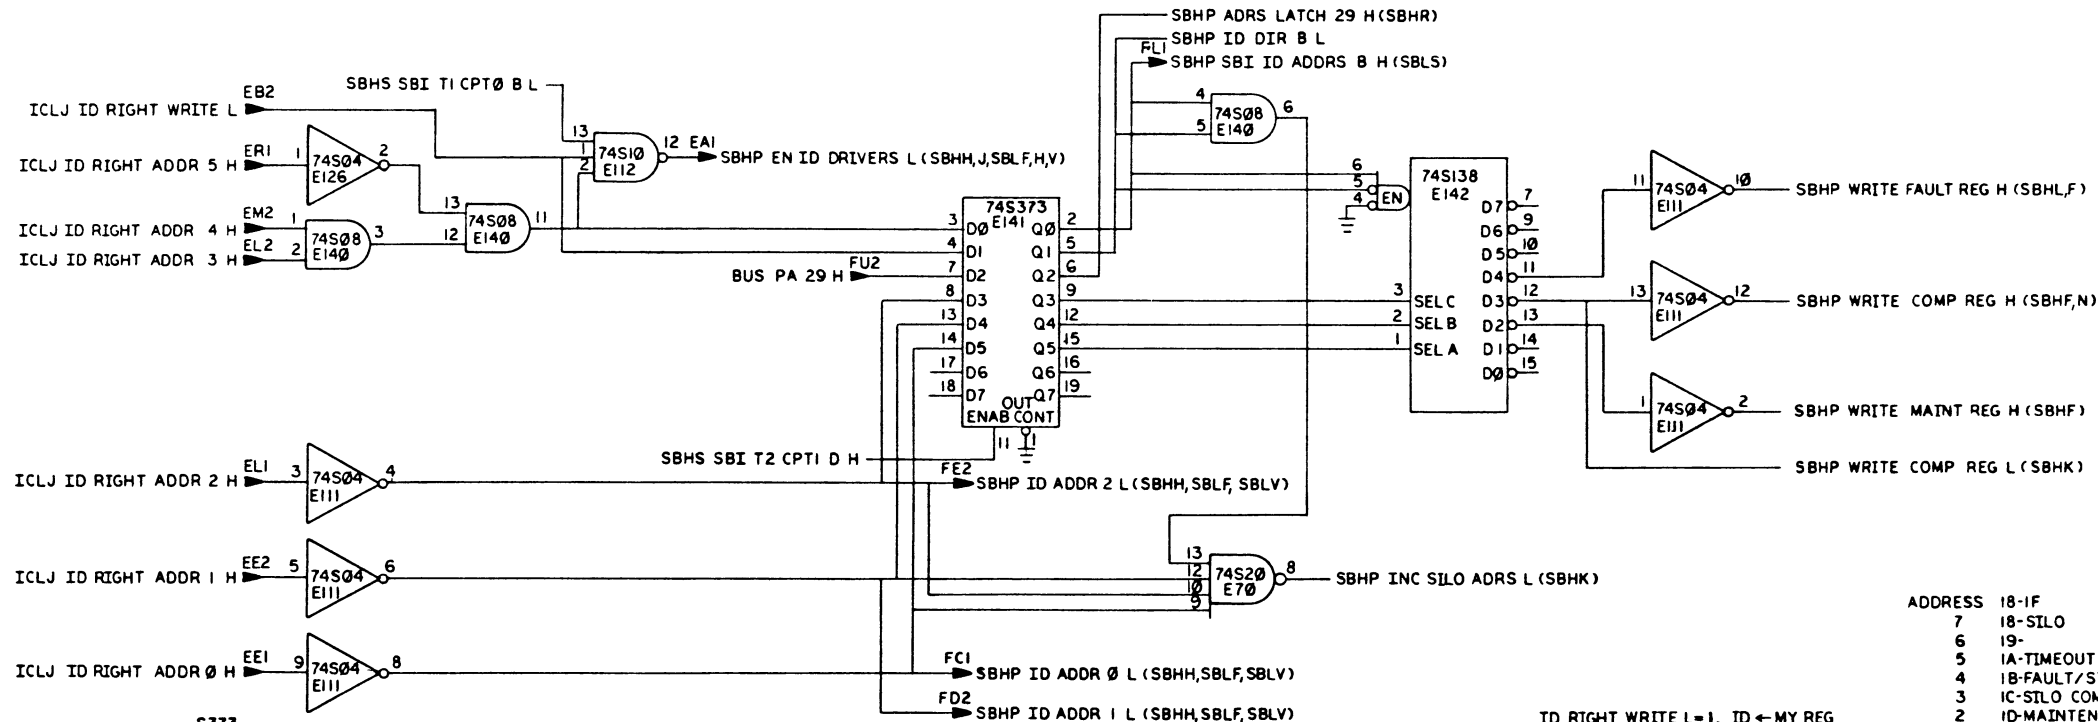 SBHP ADRS LATCH 29 H (SBHR)
SBHP ID DIR B L
FL1
SBHP SBI ID ADDRS B H (SBLS)
SBHS SBI T1 CPTØ B L
EB2
ICLJ ID RIGHT WRITE L
ER1
ICLJ ID RIGHT ADDR 5 H
1
74SO4
E126
2
EM2
ICLJ ID RIGHT ADDR 4 H
1
EL2
ICLJ ID RIGHT ADDR 3 H
2
74SØ8
E14Ø
3
13
12
74SØ8
E14Ø
11
13
1
2
74S1Ø
E112
12
EA1
SBHP EN ID DRIVERS L (SBHH,J,SBLF,H,V)
4
5
74SØ8
E14Ø
6
BUS PA 29 H
FU2
74S373
E141
3 DØ QØ 2
4 D1 Q1 5
7 D2 Q2 6
8 D3 Q3 9
13 D4 Q4 12
14 D5 Q5 15
17 D6 Q6 16
18 D7 Q7 19
OUT
ENAB CONT
11
1
SBHS SBI T2 CPT1 D H
6
5
4
EN
74S138
E142
3 SEL C
2 SEL B
1 SEL A
D7 7
D6 9
D5 1Ø
D4 11
D3 12
D2 13
D1 14
DØ 15
11
74SØ4
E111
1Ø
SBHP WRITE FAULT REG H (SBHL,F)
13
74SØ4
E111
12
SBHP WRITE COMP REG H (SBHF,N)
1
74SØ4
E111
2
SBHP WRITE MAINT REG H (SBHF)
SBHP WRITE COMP REG L (SBHK)
EL1
ICLJ ID RIGHT ADDR 2 H
3
74SØ4
E111
4
FE2
SBHP ID ADDR 2 L (SBHH,SBLF, SBLV)
EE2
ICLJ ID RIGHT ADDR 1 H
5
74SØ4
E111
6
13
12
1Ø
9
74S2Ø
E7Ø
8
SBHP INC SILO ADRS L (SBHK)
EE1
ICLJ ID RIGHT ADDR Ø H
9
74SØ4
E111
8
FC1
SBHP ID ADDR Ø L (SBHH,SBLF,SBLV)
FD2
SBHP ID ADDR 1 L (SBHH,SBLF,SBLV)
ADDRESS 18-1F
7 18-SILO
6 19-
5 1A-TIMEOUT
4 1B-FAULT/S
3 1C-SILO COM
2 1D-MAINTEN
S373
ID RIGHT WRITE L=1, ID ← MY REG